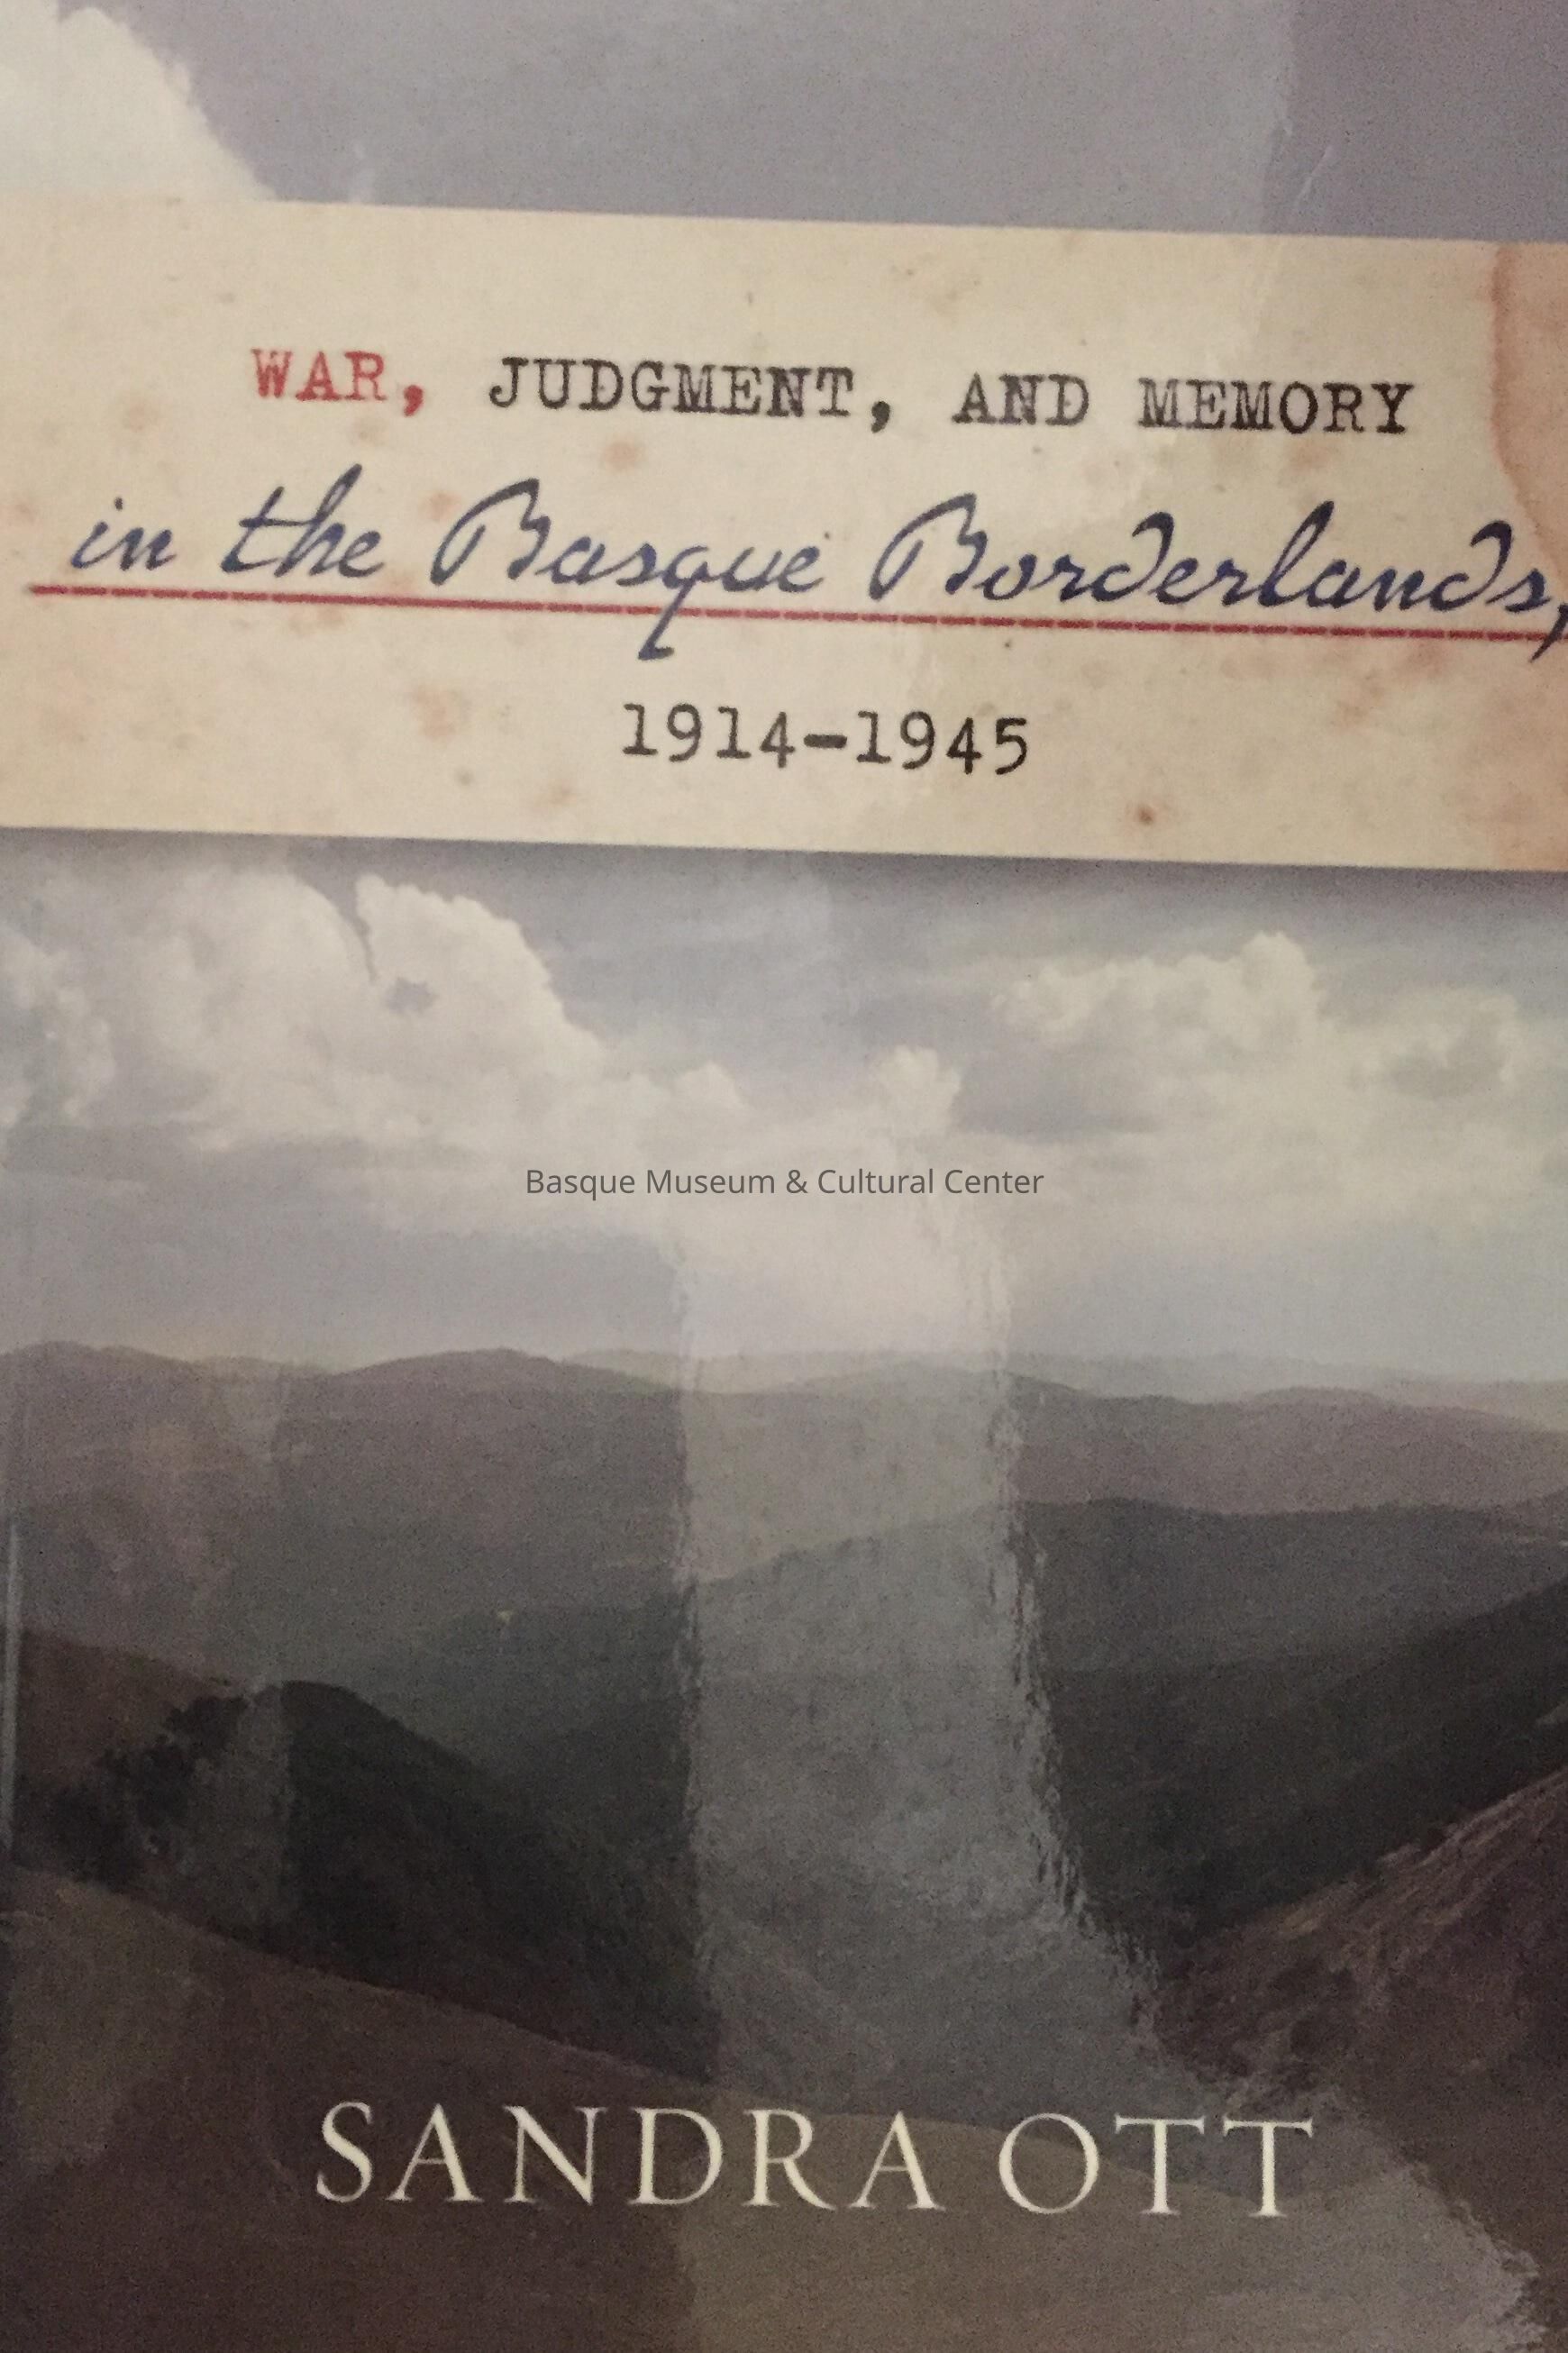 WAR, JUDGMENT, AND MEMORY
in the Basque Borderlands,
1914–1945
Basque Museum & Cultural Center
SANDRA OTT